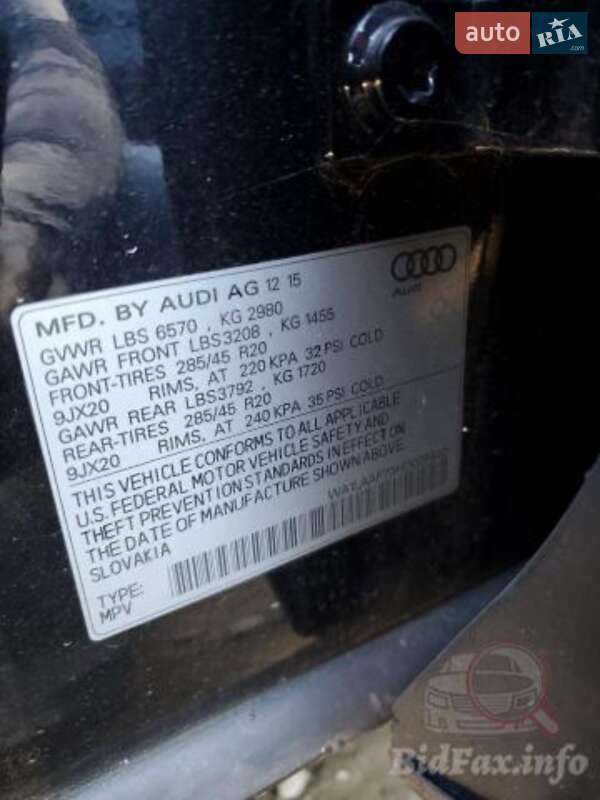 auto RIA
.com
MFD. BY AUDI AG 12 15
Audi
GVWR LBS 6570 , KG 2980
GAWR FRONT LBS3208 , KG 1455
FRONT-TIRES 285/45 R20
9JX20 RIMS, AT 220 KPA 32 PSI COLD
GAWR REAR LBS3792 , KG 1720
REAR-TIRES 285/45 R20
9JX20 RIMS, AT 240 KPA 35 PSI COLD
THIS VEHICLE CONFORMS TO ALL APPLICABLE
U.S. FEDERAL MOTOR VEHICLE SAFETY AND
THEFT PREVENTION STANDARDS IN EFFECT ON
THE DATE OF MANUFACTURE SHOWN ABOVE.
SLOVAKIA
TYPE:
MPV
BidFax.info